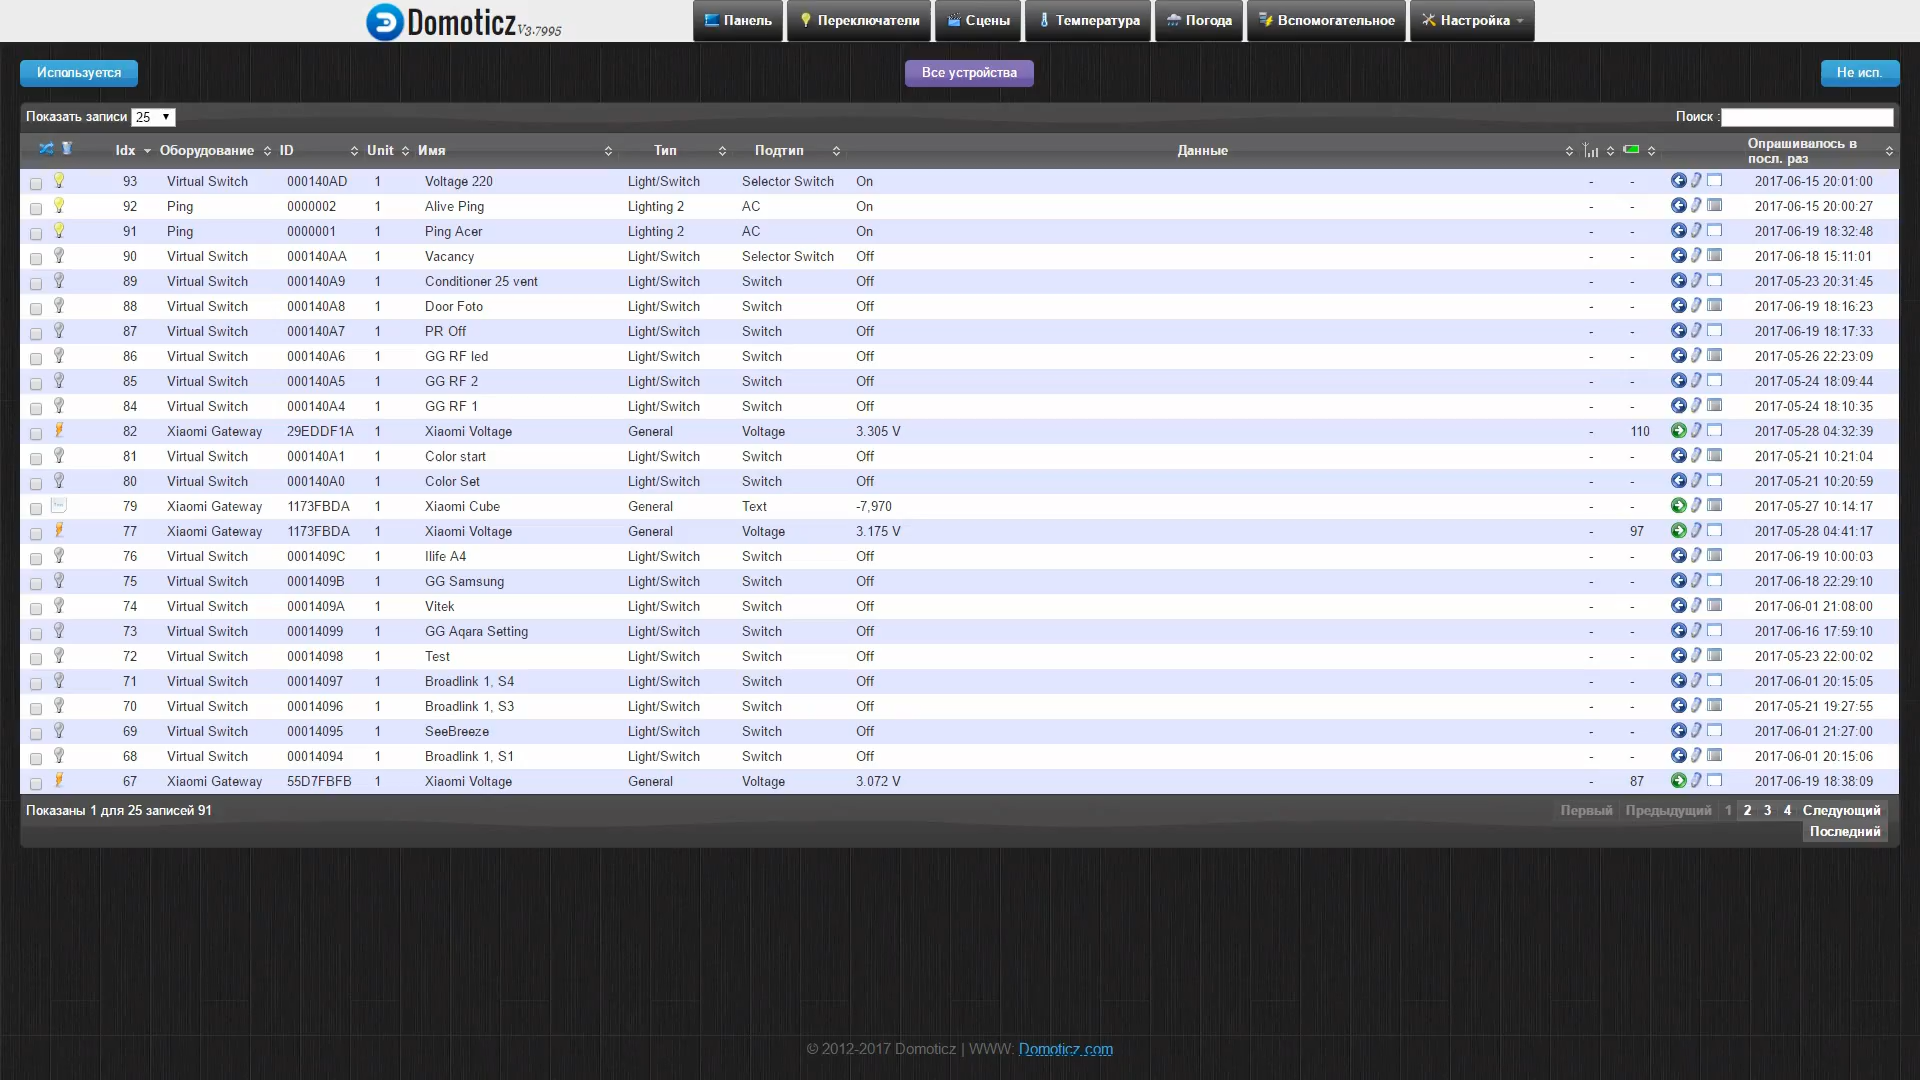 Domoticz V3.7995
Панель Переключатели Сцены Температура Погода Вспомогательное Настройка
Используется Все устройства Не исп.
Показать записи 25 Поиск :
Idx Оборудование ID Unit Имя Тип Подтип Данные Опрашивалось в
посл. раз
93 Virtual Switch 000140AD 1 Voltage 220 Light/Switch Selector Switch On - - 2017-06-15 20:01:00
92 Ping 0000002 1 Alive Ping Lighting 2 AC On - - 2017-06-15 20:00:27
91 Ping 0000001 1 Ping Acer Lighting 2 AC On - - 2017-06-19 18:32:48
90 Virtual Switch 000140AA 1 Vacancy Light/Switch Selector Switch Off - - 2017-06-18 15:11:01
89 Virtual Switch 000140A9 1 Conditioner 25 vent Light/Switch Switch Off - - 2017-05-23 20:31:45
88 Virtual Switch 000140A8 1 Door Foto Light/Switch Switch Off - - 2017-06-19 18:16:23
87 Virtual Switch 000140A7 1 PR Off Light/Switch Switch Off - - 2017-06-19 18:17:33
86 Virtual Switch 000140A6 1 GG RF led Light/Switch Switch Off - - 2017-05-26 22:23:09
85 Virtual Switch 000140A5 1 GG RF 2 Light/Switch Switch Off - - 2017-05-24 18:09:44
84 Virtual Switch 000140A4 1 GG RF 1 Light/Switch Switch Off - - 2017-05-24 18:10:35
82 Xiaomi Gateway 29EDDF1A 1 Xiaomi Voltage General Voltage 3.305 V - 110 2017-05-28 04:32:39
81 Virtual Switch 000140A1 1 Color start Light/Switch Switch Off - - 2017-05-21 10:21:04
80 Virtual Switch 000140A0 1 Color Set Light/Switch Switch Off - - 2017-05-21 10:20:59
79 Xiaomi Gateway 1173FBDA 1 Xiaomi Cube General Text -7,970 - - 2017-05-27 10:14:17
77 Xiaomi Gateway 1173FBDA 1 Xiaomi Voltage General Voltage 3.175 V - 97 2017-05-28 04:41:17
76 Virtual Switch 0001409C 1 Ilife A4 Light/Switch Switch Off - - 2017-06-19 10:00:03
75 Virtual Switch 0001409B 1 GG Samsung Light/Switch Switch Off - - 2017-06-18 22:29:10
74 Virtual Switch 0001409A 1 Vitek Light/Switch Switch Off - - 2017-06-01 21:08:00
73 Virtual Switch 00014099 1 GG Aqara Setting Light/Switch Switch Off - - 2017-06-16 17:59:10
72 Virtual Switch 00014098 1 Test Light/Switch Switch Off - - 2017-05-23 22:00:02
71 Virtual Switch 00014097 1 Broadlink 1, S4 Light/Switch Switch Off - - 2017-06-01 20:15:05
70 Virtual Switch 00014096 1 Broadlink 1, S3 Light/Switch Switch Off - - 2017-05-21 19:27:55
69 Virtual Switch 00014095 1 SeeBreeze Light/Switch Switch Off - - 2017-06-01 21:27:00
68 Virtual Switch 00014094 1 Broadlink 1, S1 Light/Switch Switch Off - - 2017-06-01 20:15:06
67 Xiaomi Gateway 55D7FBFB 1 Xiaomi Voltage General Voltage 3.072 V - 87 2017-06-19 18:38:09
Показаны 1 для 25 записей 91 Первый Предыдущий 1 2 3 4 Следующий
Последний
© 2012-2017 Domoticz | WWW: Domoticz.com